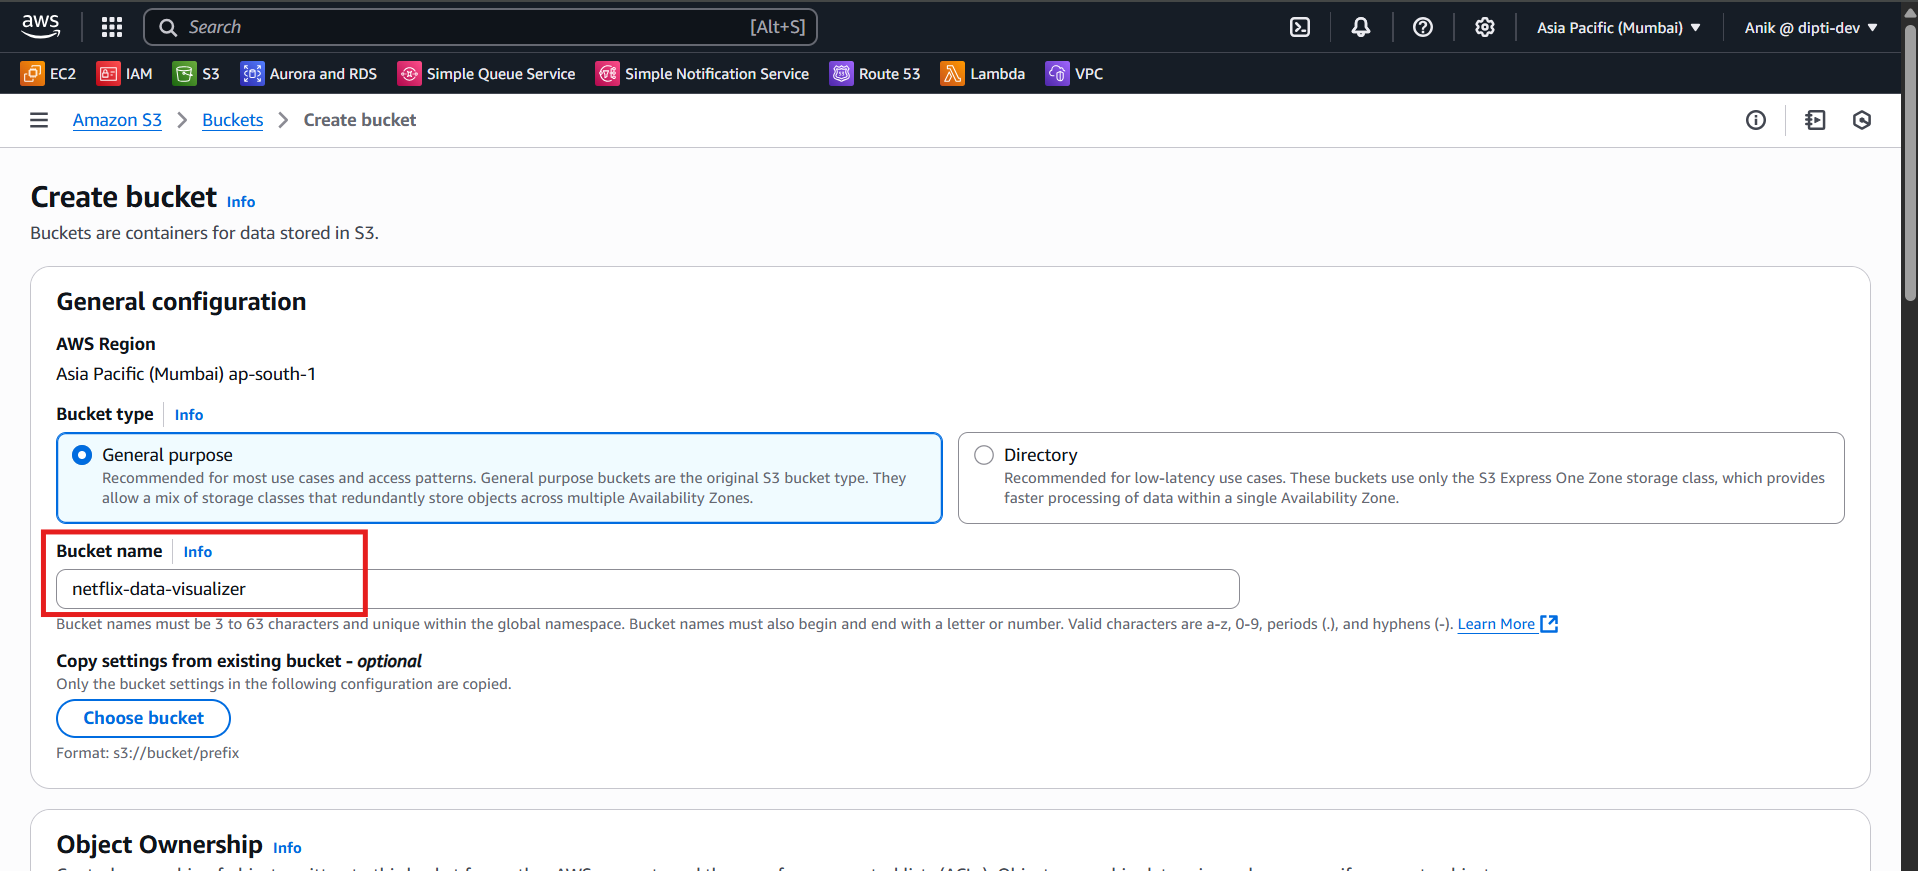 aws
Search [Alt+S]
Asia Pacific (Mumbai) ▼
Anik @ dipti-dev ▼
EC2 IAM S3 Aurora and RDS Simple Queue Service Simple Notification Service Route 53 Lambda VPC
Amazon S3 > Buckets > Create bucket
Create bucket Info
Buckets are containers for data stored in S3.
General configuration
AWS Region
Asia Pacific (Mumbai) ap-south-1
Bucket type Info
General purpose
Recommended for most use cases and access patterns. General purpose buckets are the original S3 bucket type. They
allow a mix of storage classes that redundantly store objects across multiple Availability Zones.
Directory
Recommended for low-latency use cases. These buckets use only the S3 Express One Zone storage class, which provides
faster processing of data within a single Availability Zone.
Bucket name Info
netflix-data-visualizer
Bucket names must be 3 to 63 characters and unique within the global namespace. Bucket names must also begin and end with a letter or number. Valid characters are a-z, 0-9, periods (.), and hyphens (-). Learn More
Copy settings from existing bucket - optional
Only the bucket settings in the following configuration are copied.
Choose bucket
Format: s3://bucket/prefix
Object Ownership Info